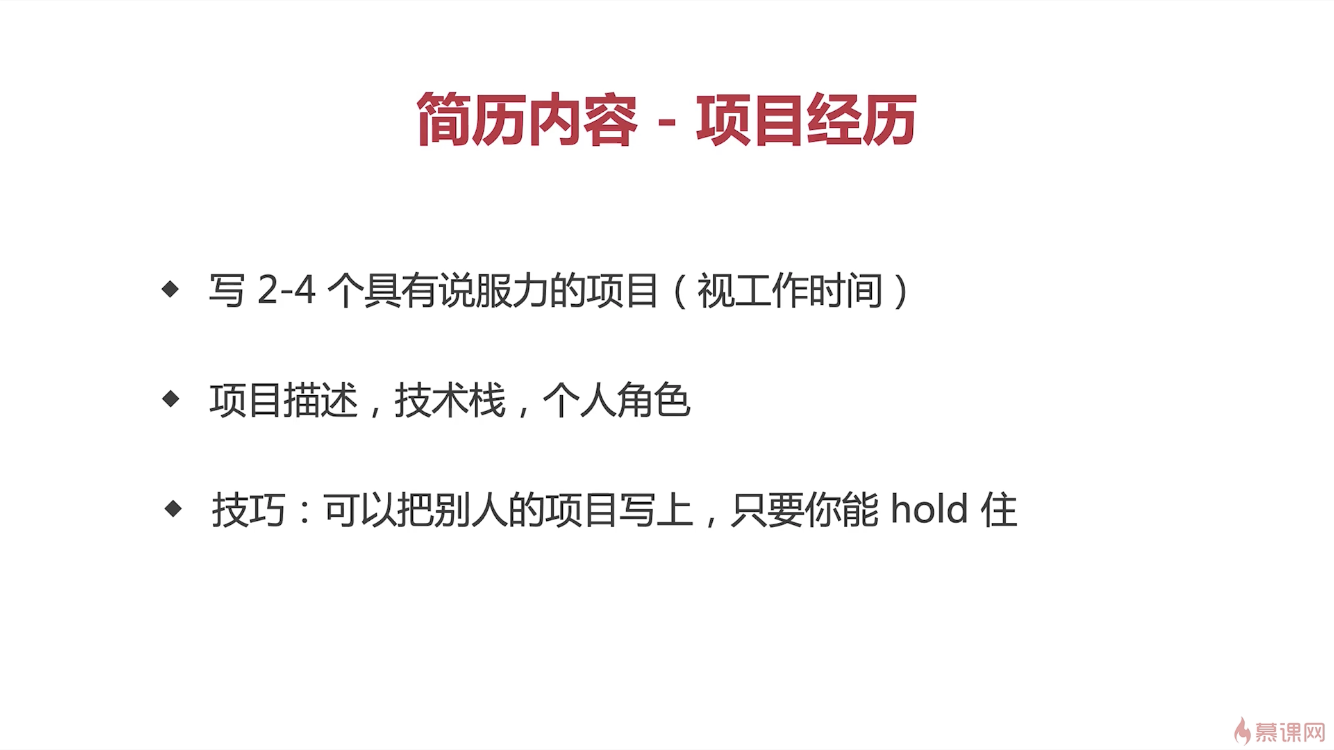 简历内容 - 项目经历
◆ 写 2-4 个具有说服力的项目（视工作时间）
◆ 项目描述，技术栈，个人角色
◆ 技巧：可以把别人的项目写上，只要你能 hold 住
慕课网